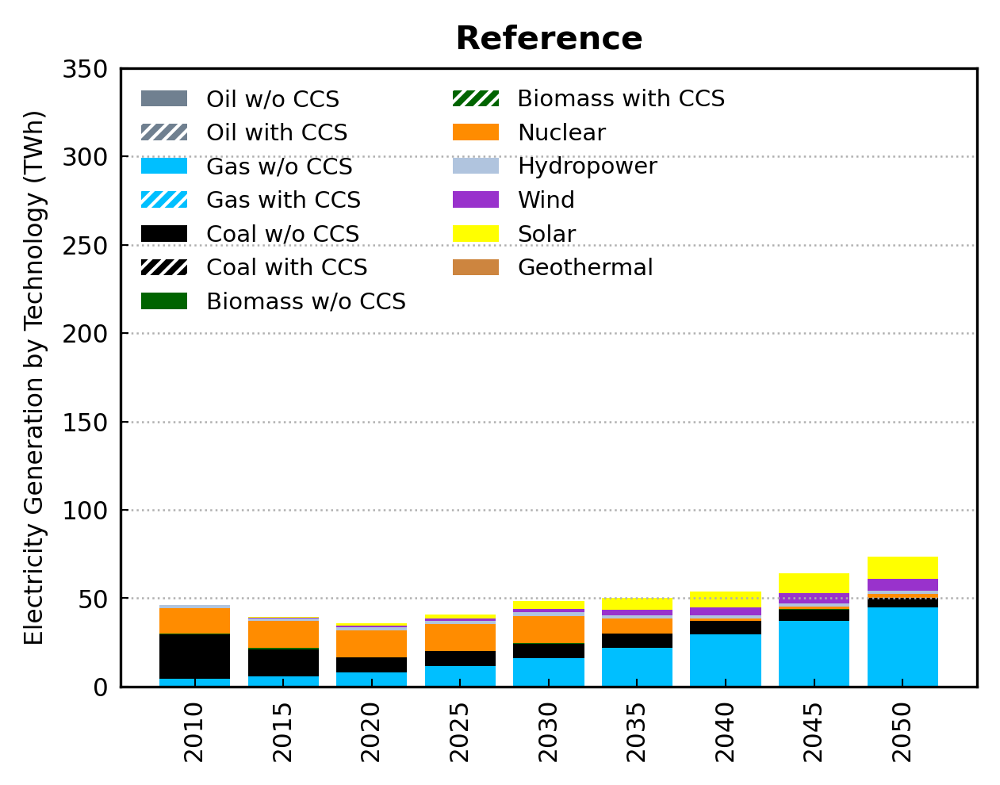 Reference
Electricity Generation by Technology (TWh)
350
300
250
200
150
100
50
0
Oil w/o CCS
Oil with CCS
Gas w/o CCS
Gas with CCS
Coal w/o CCS
Coal with CCS
Biomass w/o CCS
Biomass with CCS
Nuclear
Hydropower
Wind
Solar
Geothermal
2010
2015
2020
2025
2030
2035
2040
2045
2050